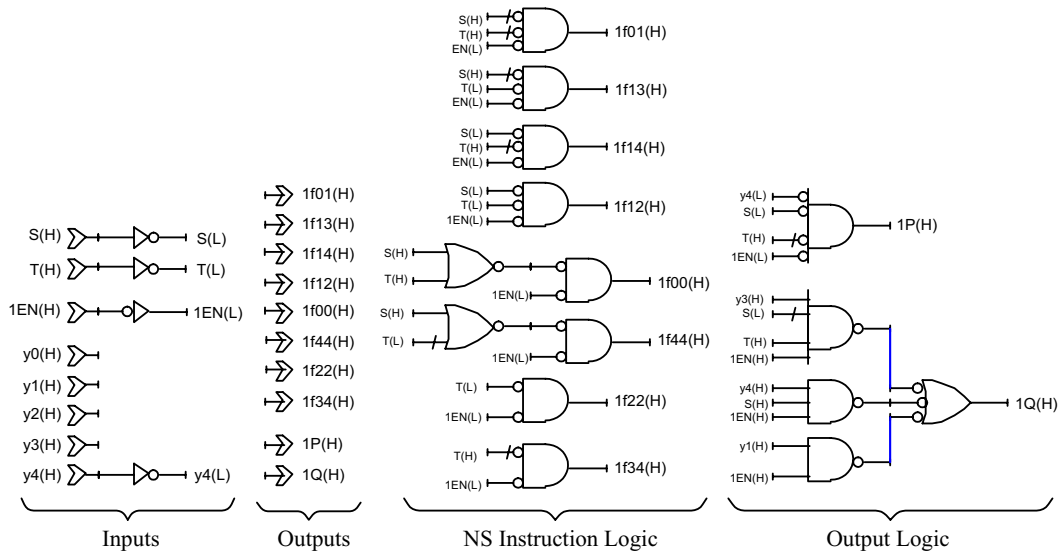 S(H)
S(L)
T(H)
T(L)
1EN(H)
1EN(L)
y0(H)
y1(H)
y2(H)
y3(H)
y4(H)
y4(L)
Inputs
1f01(H)
1f13(H)
1f14(H)
1f12(H)
1f00(H)
1f44(H)
1f22(H)
1f34(H)
1P(H)
1Q(H)
Outputs
S(H)
T(H)
EN(L)
1f01(H)
S(H)
T(L)
EN(L)
1f13(H)
S(L)
T(H)
EN(L)
1f14(H)
S(L)
T(L)
1EN(L)
1f12(H)
S(H)
T(H)
1EN(L)
1f00(H)
S(H)
T(L)
1EN(L)
1f44(H)
T(L)
1EN(L)
1f22(H)
T(H)
1EN(L)
1f34(H)
NS Instruction Logic
y4(L)
S(L)
T(H)
1EN(L)
1P(H)
y3(H)
S(L)
T(H)
1EN(H)
y4(H)
S(H)
1EN(H)
y1(H)
1EN(H)
1Q(H)
Output Logic